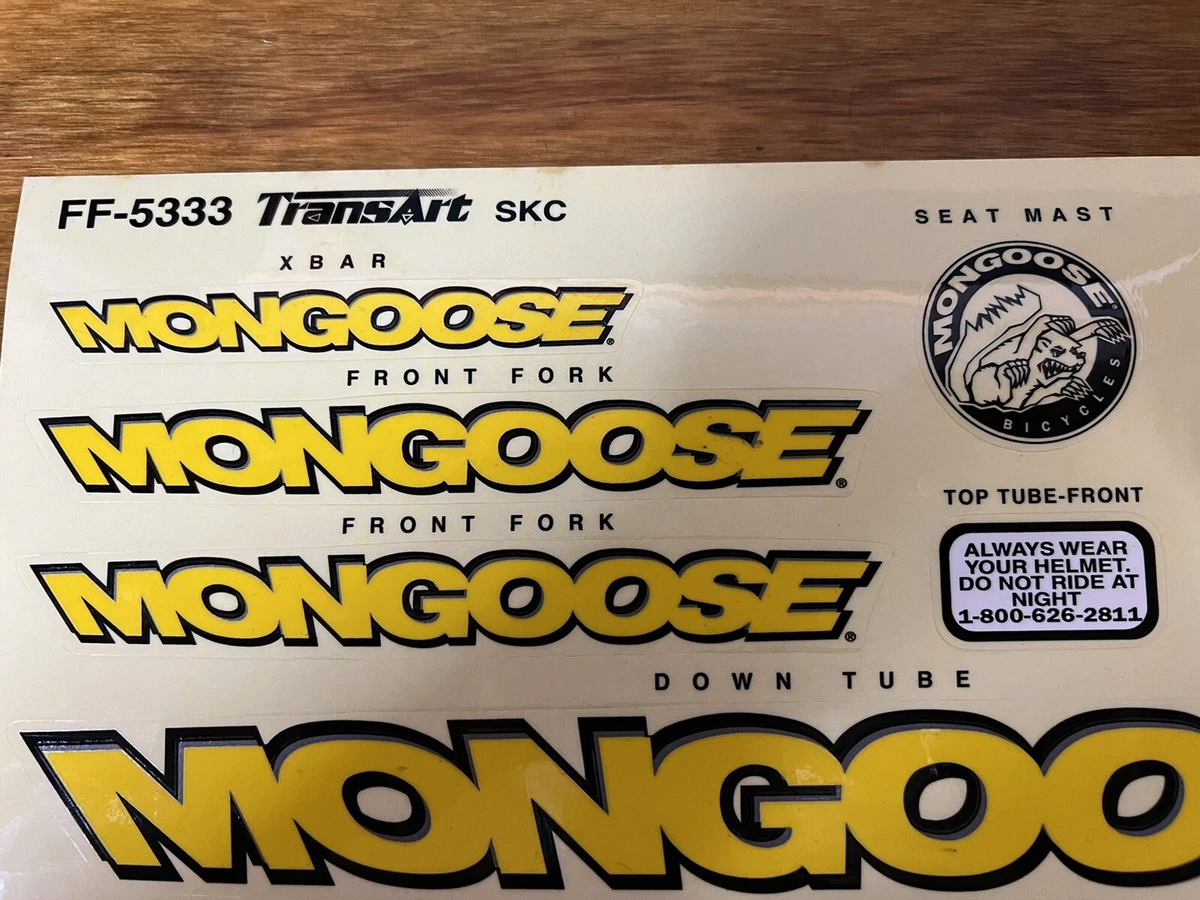 FF-5333 TransArt SKC
XBAR
MONGOOSE®
FRONT FORK
MONGOOSE®
FRONT FORK
MONGOOSE®
DOWN TUBE
MONGOO
SEAT MAST
MONGOOSE®
BICYCLES
TOP TUBE-FRONT
ALWAYS WEAR
YOUR HELMET.
DO NOT RIDE AT
NIGHT
1-800-626-2811